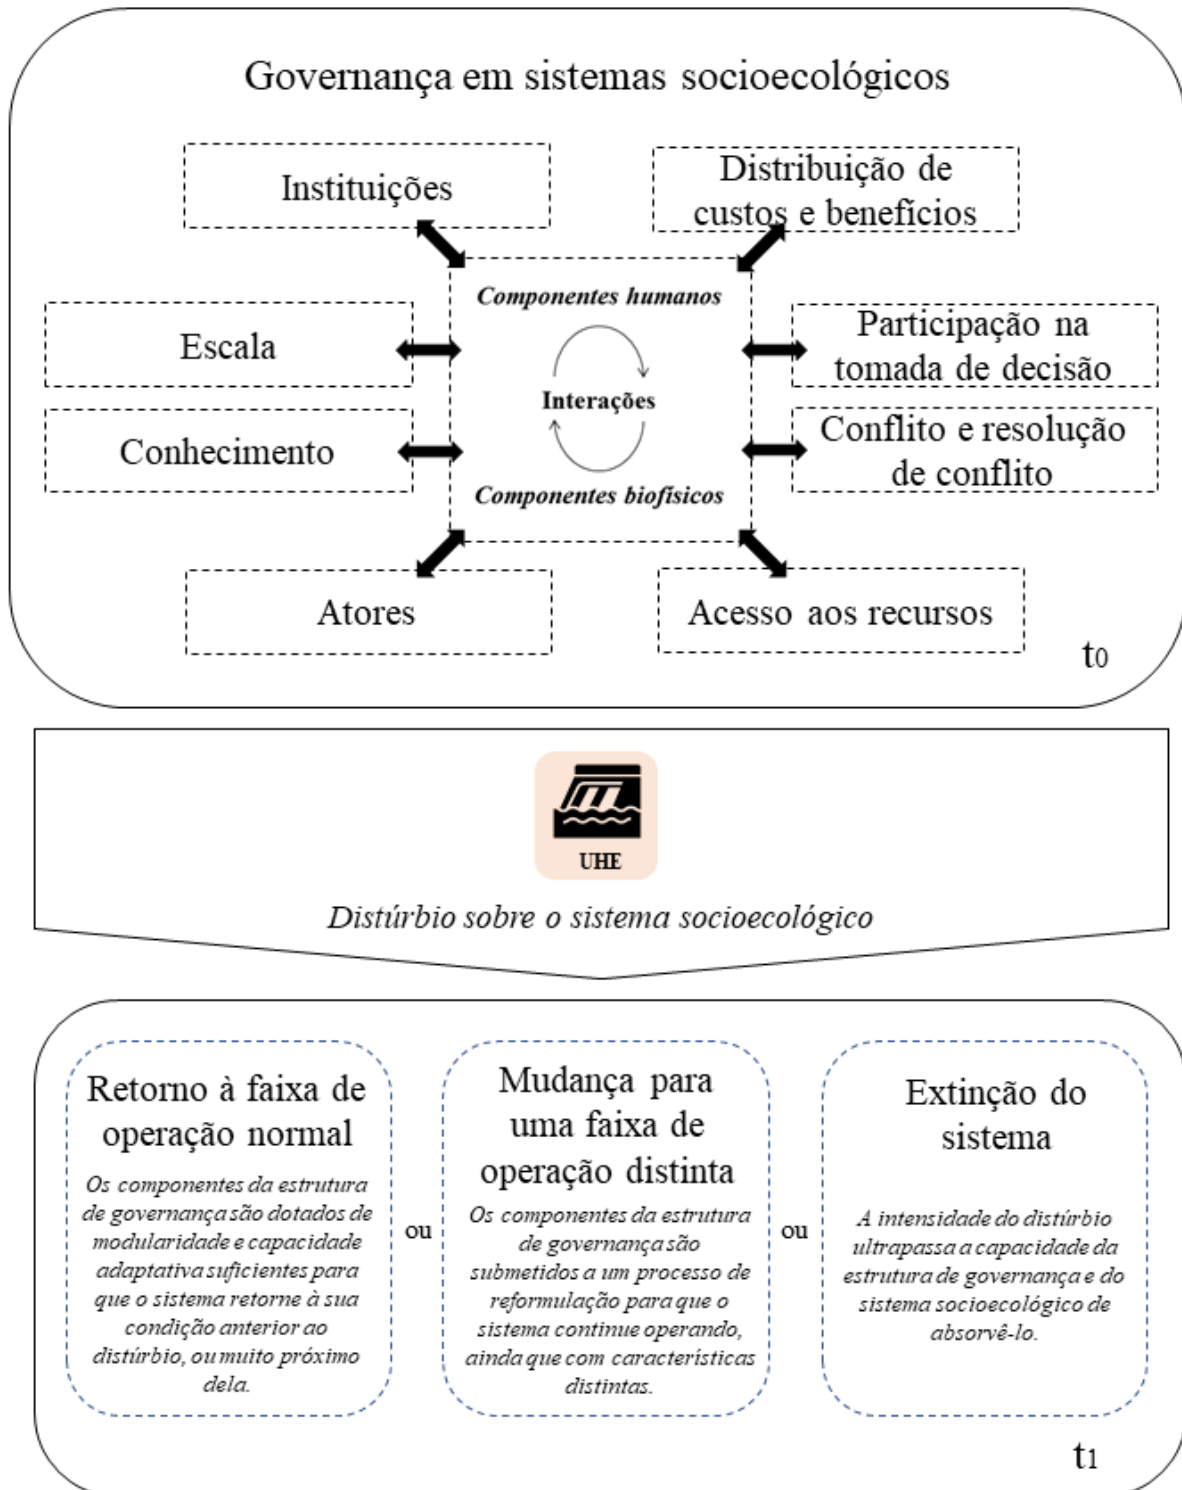 Governança em sistemas socioecológicos
Instituições
Distribuição de
custos e benefícios
Componentes humanos
Escala
Participação na
tomada de decisão
Interações
Conhecimento
Conflito e resolução
de conflito
Componentes biofísicos
Atores
Acesso aos recursos
t0
UHE
Distúrbio sobre o sistema socioecológico
Retorno à faixa de
operação normal
Os componentes da estrutura
de governança são dotados de
modularidade e capacidade
adaptativa suficientes para
que o sistema retorne à sua
condição anterior ao
distúrbio, ou muito próximo
dela.
ou
Mudança para
uma faixa de
operação distinta
Os componentes da estrutura
de governança são
submetidos a um processo de
reformulação para que o
sistema continue operando,
ainda que com características
distintas.
ou
Extinção do
sistema
A intensidade do distúrbio
ultrapassa a capacidade da
estrutura de governança e do
sistema socioecológico de
absorvê-lo.
t1